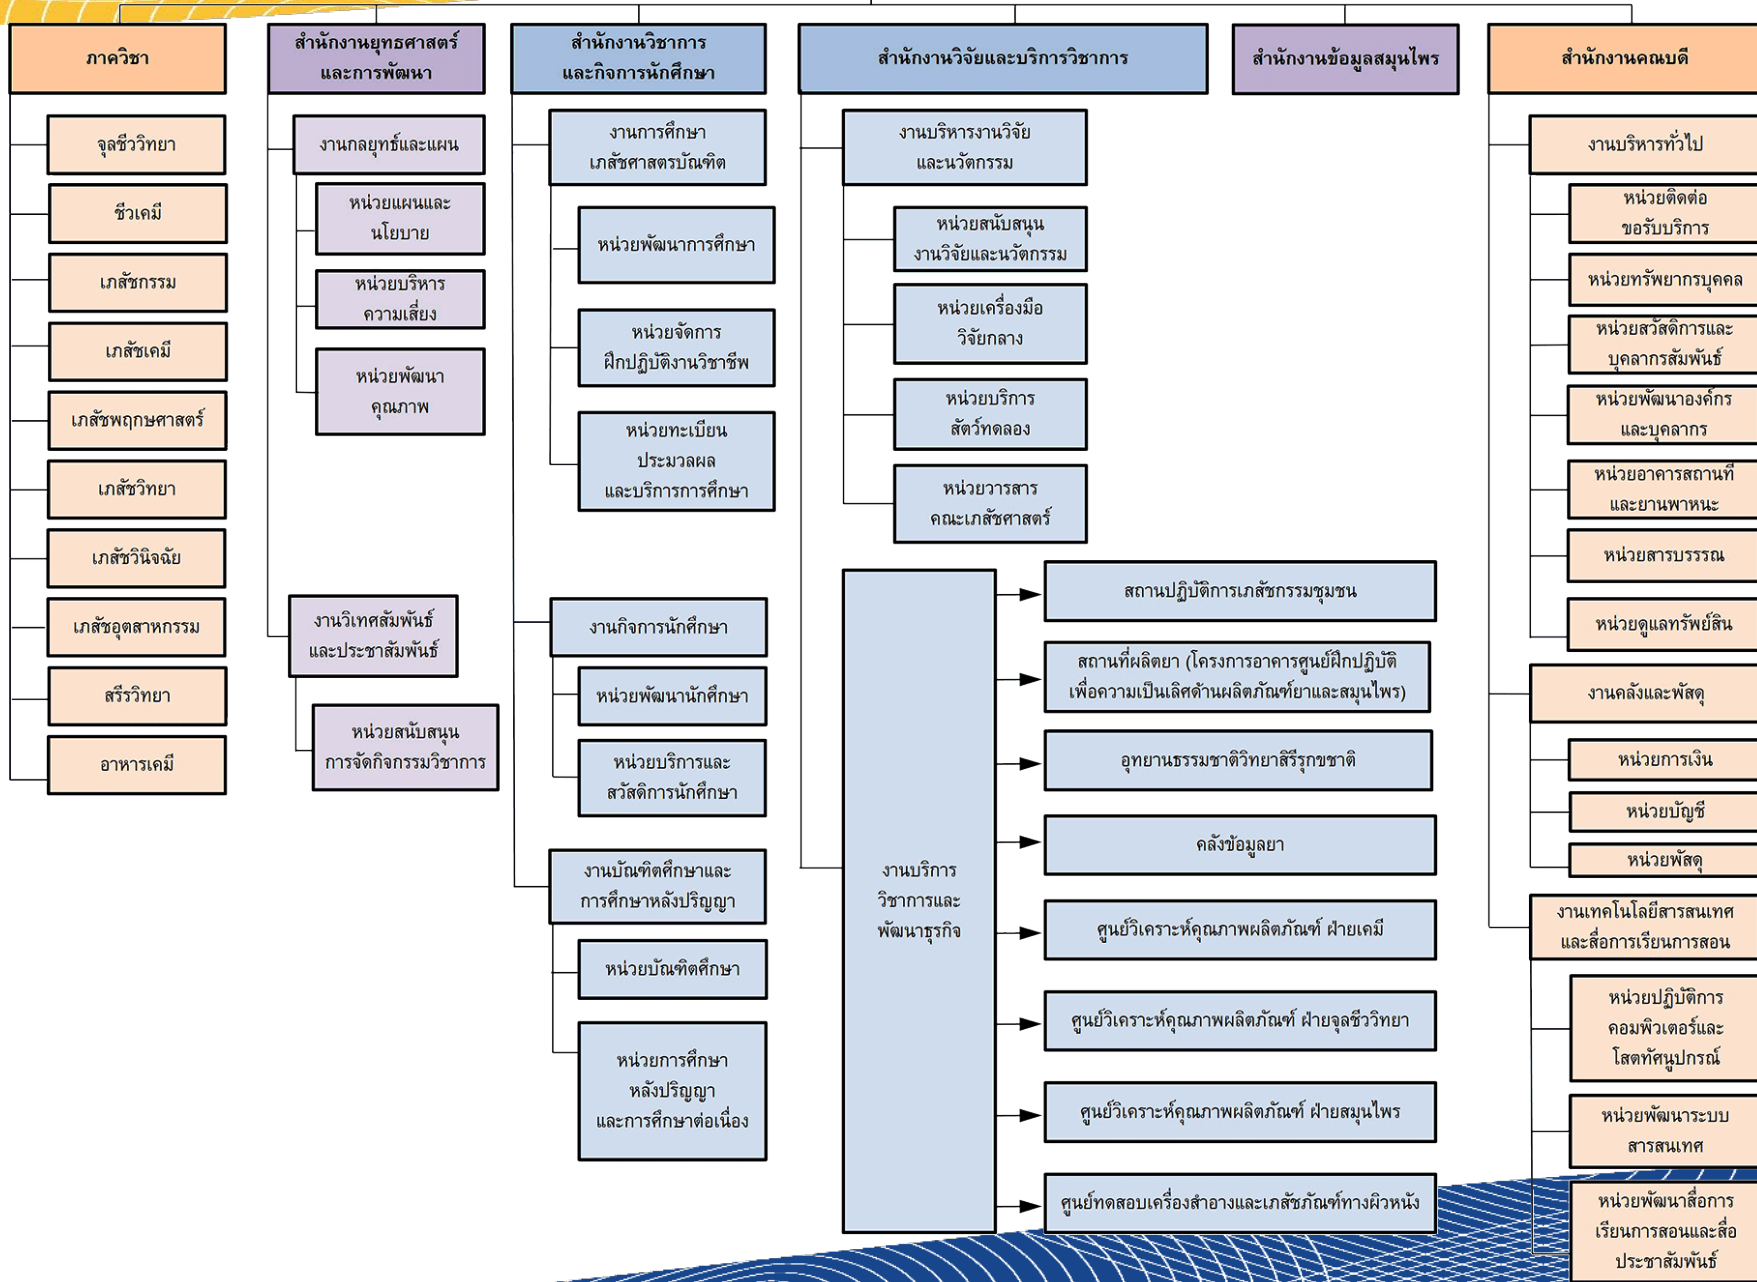 ภาควิชา
จุลชีววิทยา
ชีวเคมี
เภสัชกรรม
เภสัชเคมี
เภสัชพฤกษศาสตร์
เภสัชวิทยา
เภสัชวินิจฉัย
เภสัชอุตสาหกรรม
สรีรวิทยา
อาหารเคมี
สำนักงานยุทธศาสตร์
และการพัฒนา
งานกลยุทธ์และแผน
หน่วยแผนและ
นโยบาย
หน่วยบริหาร
ความเสี่ยง
หน่วยพัฒนา
คุณภาพ
งานวิเทศสัมพันธ์
และประชาสัมพันธ์
หน่วยสนับสนุน
การจัดกิจกรรมวิชาการ
สำนักงานวิชาการ
และกิจการนักศึกษา
งานการศึกษา
เภสัชศาสตรบัณฑิต
หน่วยพัฒนาการศึกษา
หน่วยจัดการ
ฝึกปฏิบัติงานวิชาชีพ
หน่วยทะเบียน
ประมวลผล
และบริการการศึกษา
งานกิจการนักศึกษา
หน่วยพัฒนานักศึกษา
หน่วยบริการและ
สวัสดิการนักศึกษา
งานบัณฑิตศึกษาและ
การศึกษาหลังปริญญา
หน่วยบัณฑิตศึกษา
หน่วยการศึกษา
หลังปริญญา
และการศึกษาต่อเนื่อง
สำนักงานวิจัยและบริการวิชาการ
งานบริหารงานวิจัย
และนวัตกรรม
หน่วยสนับสนุน
งานวิจัยและนวัตกรรม
หน่วยเครื่องมือ
วิจัยกลาง
หน่วยบริการ
สัตว์ทดลอง
หน่วยวารสาร
คณะเภสัชศาสตร์
งานบริการ
วิชาการและ
พัฒนาธุรกิจ
สถานปฏิบัติการเภสัชกรรมชุมชน
สถานที่ผลิตยา (โครงการอาคารศูนย์ฝึกปฏิบัติ
เพื่อความเป็นเลิศด้านผลิตภัณฑ์ยาและสมุนไพร)
อุทยานธรรมชาติวิทยาสิรีรุกขชาติ
คลังข้อมูลยา
ศูนย์วิเคราะห์คุณภาพผลิตภัณฑ์ ฝ่ายเคมี
ศูนย์วิเคราะห์คุณภาพผลิตภัณฑ์ ฝ่ายจุลชีววิทยา
ศูนย์วิเคราะห์คุณภาพผลิตภัณฑ์ ฝ่ายสมุนไพร
ศูนย์ทดสอบเครื่องสำอางและเภสัชภัณฑ์ทางผิวหนัง
สำนักงานข้อมูลสมุนไพร
สำนักงานคณบดี
งานบริหารทั่วไป
หน่วยติดต่อ
ขอรับบริการ
หน่วยทรัพยากรบุคคล
หน่วยสวัสดิการและ
บุคลากรสัมพันธ์
หน่วยพัฒนาองค์กร
และบุคลากร
หน่วยอาคารสถานที่
และยานพาหนะ
หน่วยสารบรรรณ
หน่วยดูแลทรัพย์สิน
งานคลังและพัสดุ
หน่วยการเงิน
หน่วยบัญชี
หน่วยพัสดุ
งานเทคโนโลยีสารสนเทศ
และสื่อการเรียนการสอน
หน่วยปฏิบัติการ
คอมพิวเตอร์และ
โสตทัศนูปกรณ์
หน่วยพัฒนาระบบ
สารสนเทศ
หน่วยพัฒนาสื่อการ
เรียนการสอนและสื่อ
ประชาสัมพันธ์